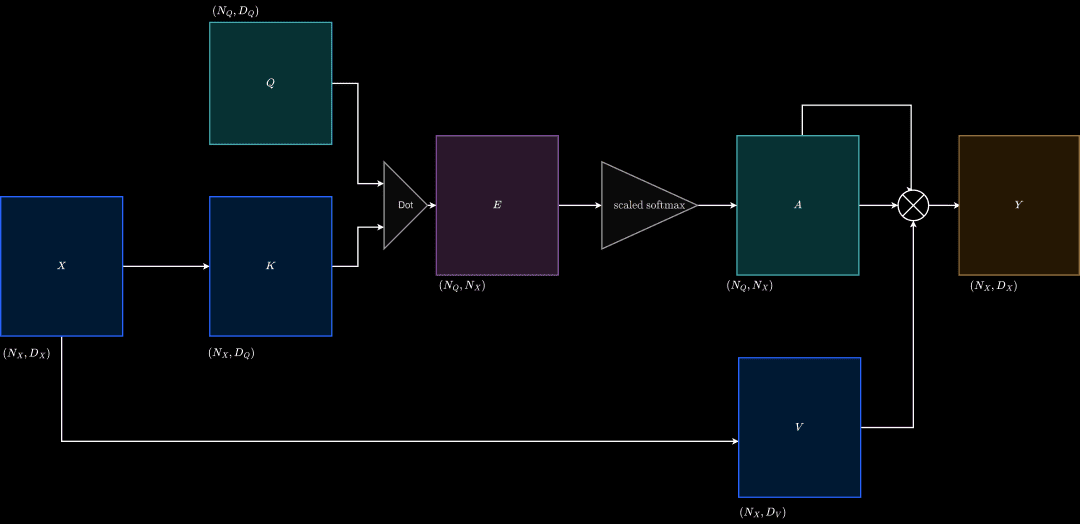 (N_Q, D_Q)
Q
X
(N_X, D_X)
K
(N_X, D_Q)
Dot
E
(N_Q, N_X)
scaled softmax
A
(N_Q, N_X)
Y
(N_X, D_X)
V
(N_X, D_V)